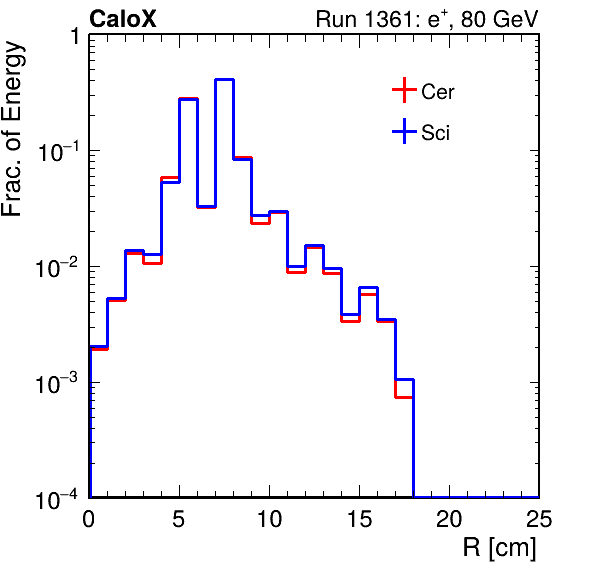 CaloX Run 1361: e⁺, 80 GeV
Frac. of Energy
1
10⁻¹
10⁻²
10⁻³
10⁻⁴
Cer
Sci
0 5 10 15 20 25
R [cm]